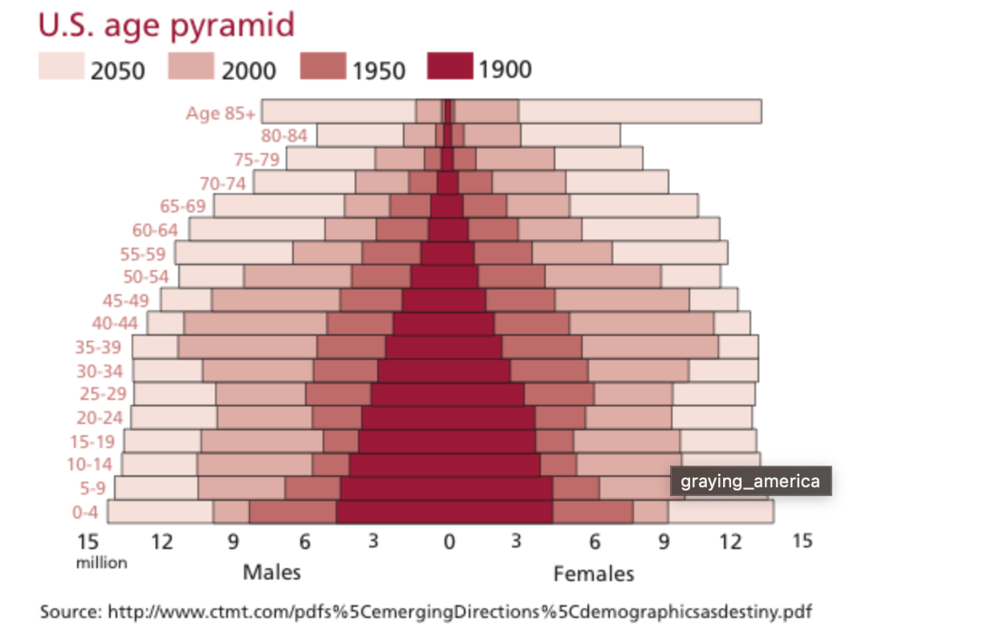 U.S. age pyramid
2050 2000 1950 1900
Age 85+
80-84
75-79
70-74
65-69
60-64
55-59
50-54
45-49
40-44
35-39
30-34
25-29
20-24
15-19
10-14
5-9
graying_america
0-4
15 12 9 6 3 0 3 6 9 12 15
million
Males Females
Source: http://www.ctmt.com/pdfs%5CemergingDirections%5Cdemographicsasdestiny.pdf